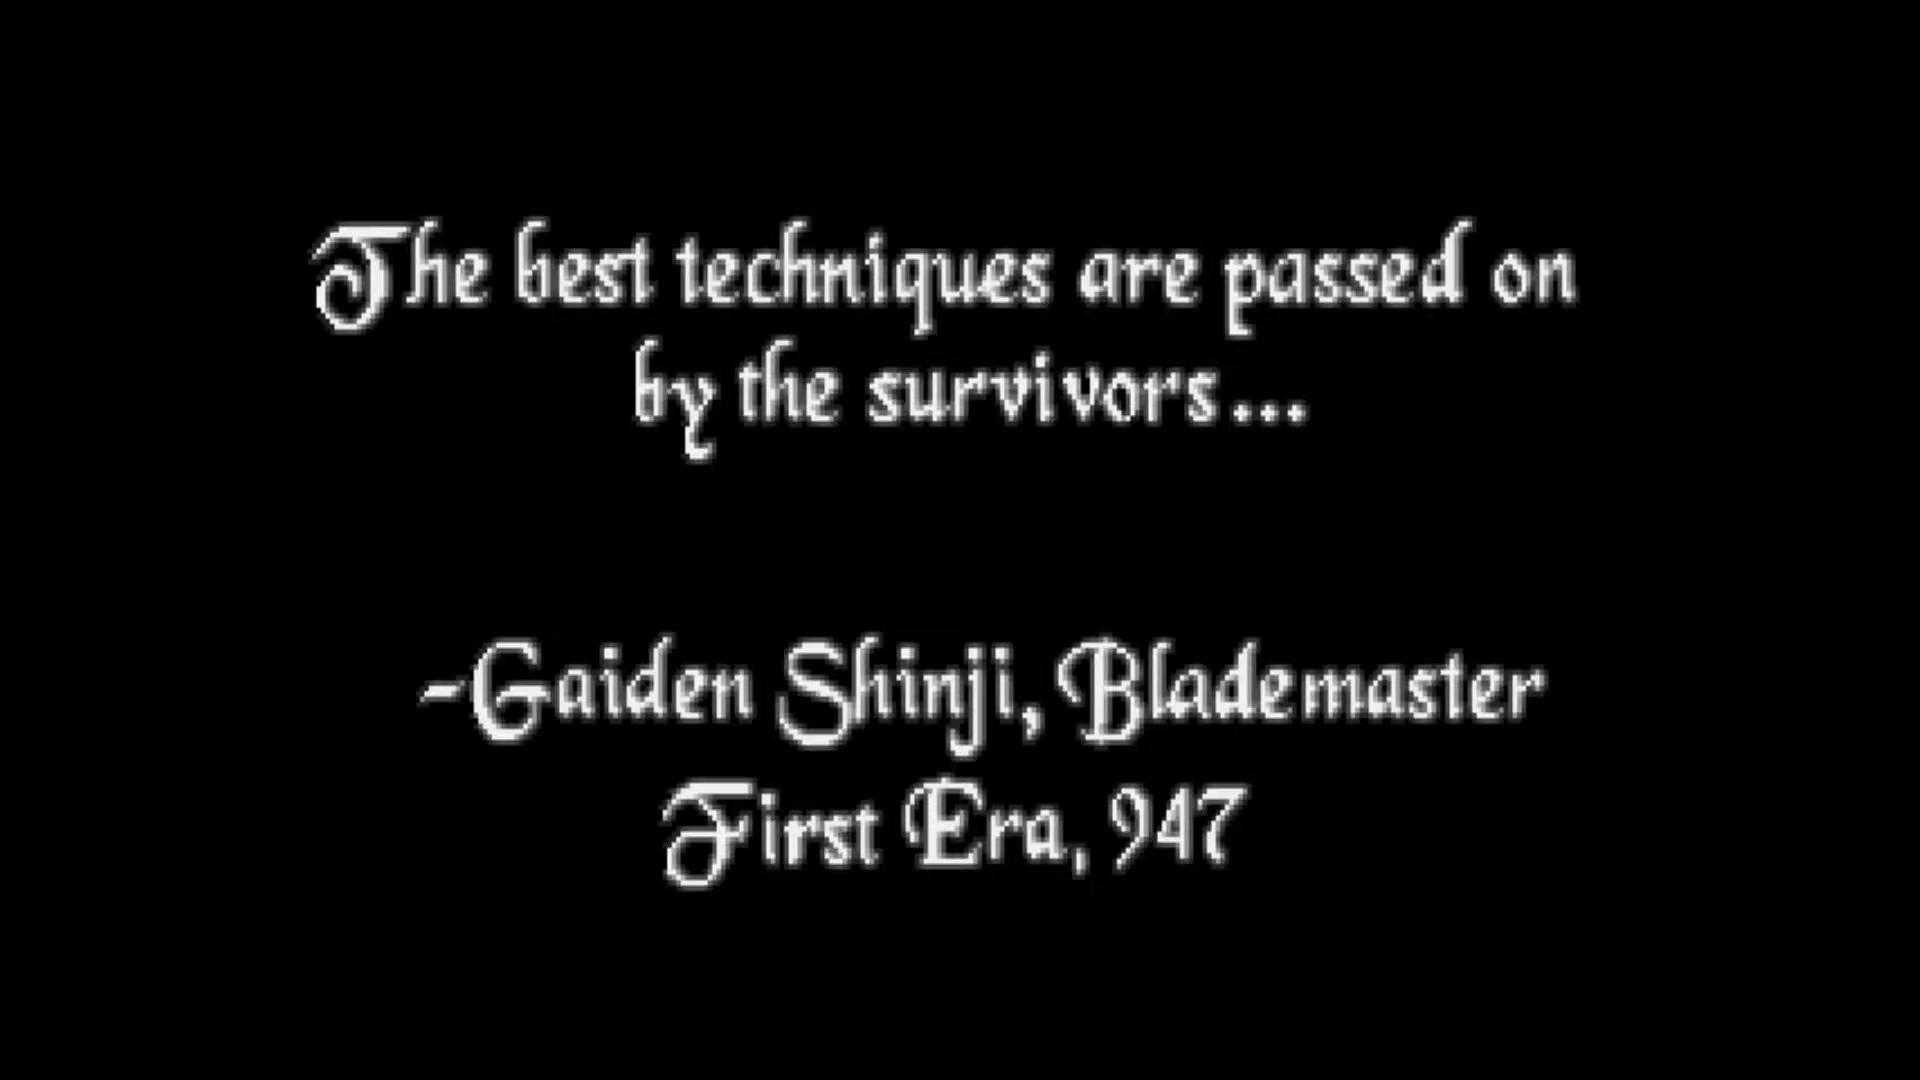 The best techniques are passed on
by the survivors...
-Gaiden Shinji, Blademaster
First Era, 947